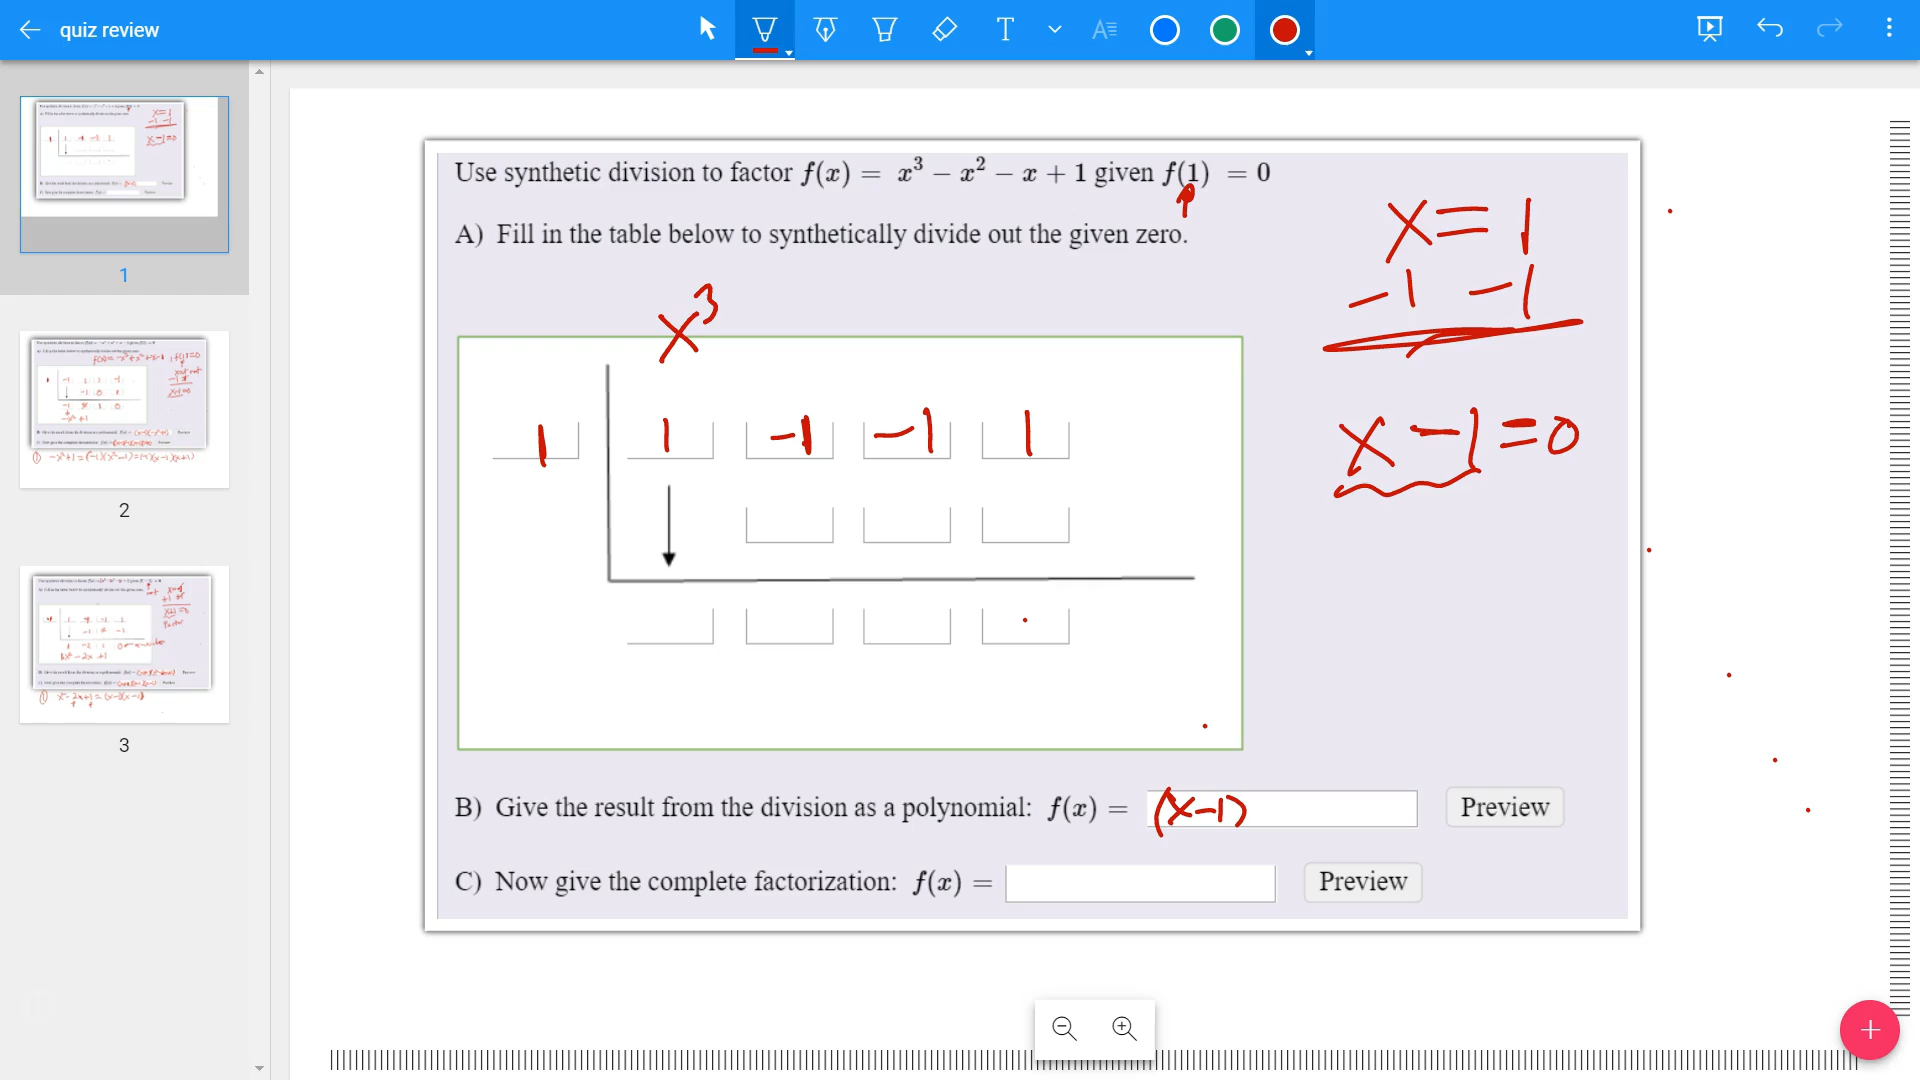 quiz review
Use synthetic division to factor f(x) = x³ − x² − x + 1 given f(1) = 0
A) Fill in the table below to synthetically divide out the given zero.
x = 1
−1 −1
x − 1 = 0
x³
1 1 −1 −1 1
B) Give the result from the division as a polynomial: f(x) = (x−1) Preview
C) Now give the complete factorization: f(x) = Preview
1
2
3